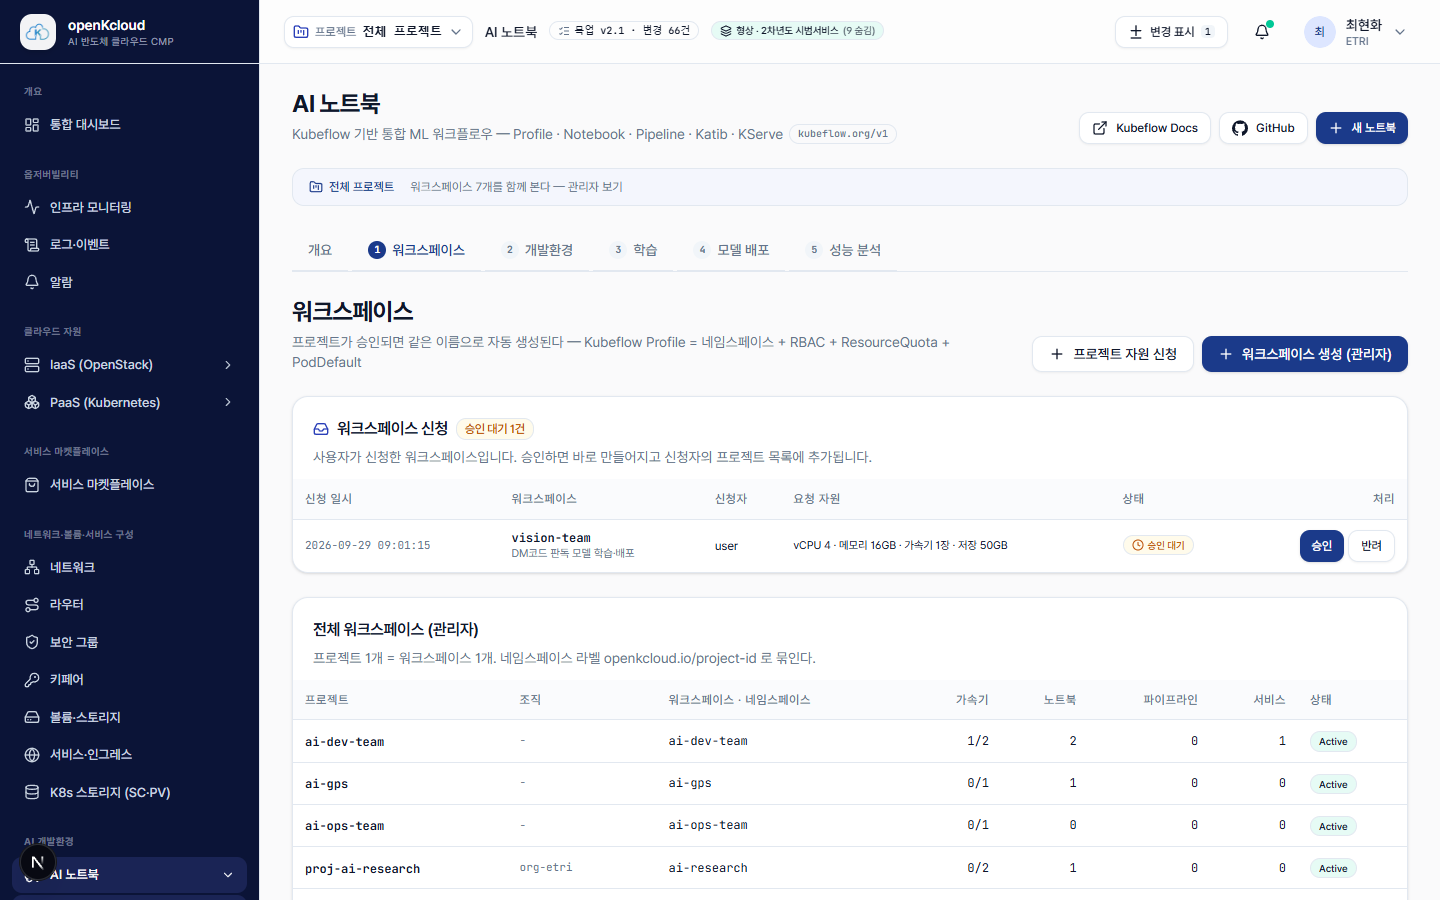 openKcloud
AI 반도체 클라우드 CMP
프로젝트 전체 프로젝트
AI 노트북
목업 v2.1 · 변경 66건
형상 · 2차년도 시범서비스 (9 숨김)
변경 표시 1
최
최현화
ETRI
개요
통합 대시보드
옵저버빌리티
인프라 모니터링
로그·이벤트
알람
클라우드 자원
IaaS (OpenStack)
PaaS (Kubernetes)
서비스 마켓플레이스
서비스 마켓플레이스
네트워크·볼륨·서비스 구성
네트워크
라우터
보안 그룹
키페어
볼륨·스토리지
서비스·인그레스
K8s 스토리지 (SC·PV)
AI 개발환경
N
AI 노트북
AI 노트북
Kubeflow 기반 통합 ML 워크플로우 — Profile · Notebook · Pipeline · Katib · KServe kubeflow.org/v1
Kubeflow Docs
GitHub
새 노트북
전체 프로젝트 워크스페이스 7개를 함께 본다 — 관리자 보기
개요
1 워크스페이스
2 개발환경
3 학습
4 모델 배포
5 성능 분석
워크스페이스
프로젝트가 승인되면 같은 이름으로 자동 생성된다 — Kubeflow Profile = 네임스페이스 + RBAC + ResourceQuota +
PodDefault
프로젝트 자원 신청
워크스페이스 생성 (관리자)
워크스페이스 신청 승인 대기 1건
사용자가 신청한 워크스페이스입니다. 승인하면 바로 만들어지고 신청자의 프로젝트 목록에 추가됩니다.
신청 일시 워크스페이스 신청자 요청 자원 상태 처리
2026-09-29 09:01:15 vision-team user vCPU 4 · 메모리 16GB · 가속기 1장 · 저장 50GB 승인 대기 승인 반려
DM코드 판독 모델 학습·배포
전체 워크스페이스 (관리자)
프로젝트 1개 = 워크스페이스 1개. 네임스페이스 라벨 openkcloud.io/project-id 로 묶인다.
프로젝트 조직 워크스페이스 · 네임스페이스 가속기 노트북 파이프라인 서비스 상태
ai-dev-team - ai-dev-team 1/2 2 0 1 Active
ai-gps - ai-gps 0/1 1 0 0 Active
ai-ops-team - ai-ops-team 0/1 0 0 0 Active
proj-ai-research org-etri ai-research 0/2 1 0 0 Active